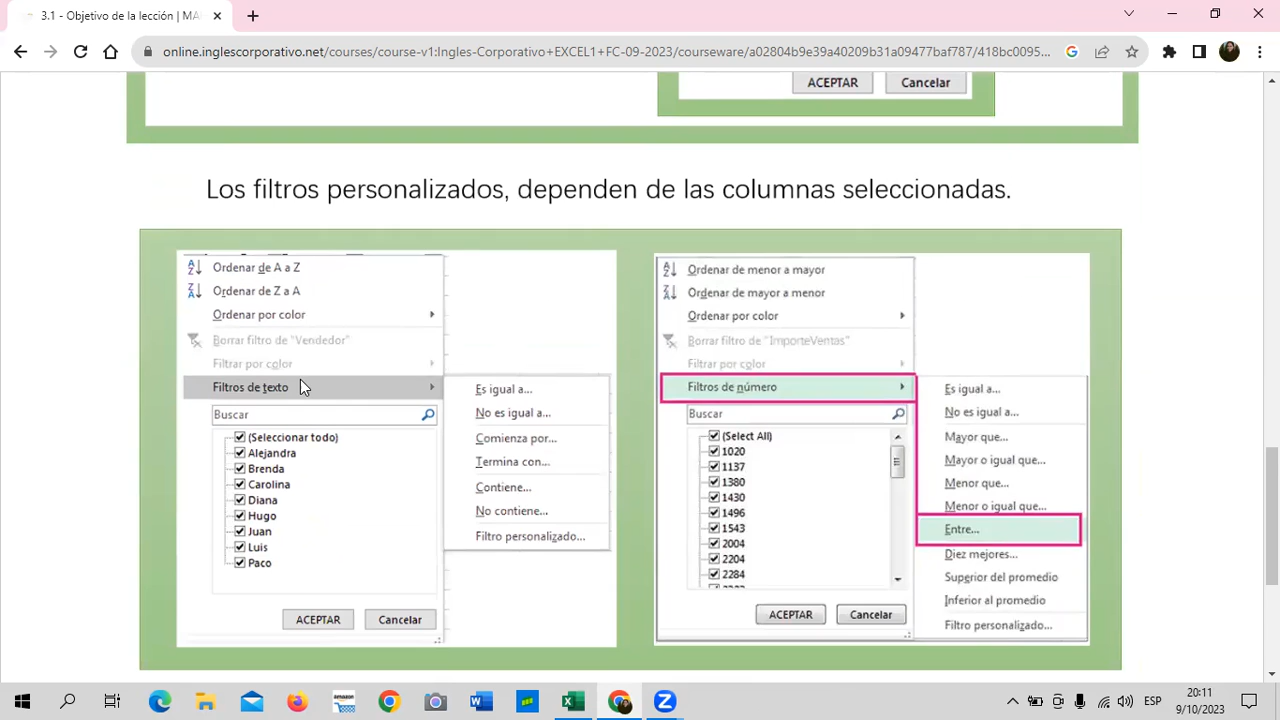 3.1 - Objetivo de la lección | MA
online.inglescorporativo.net/courses/course-v1:Ingles-Corporativo+EXCEL1+FC-09-2023/courseware/a02804b9e39a40209b31a09477baf787/418bc0095...
ACEPTAR Cancelar
Los filtros personalizados, dependen de las columnas seleccionadas.
Ordenar de A a Z
Ordenar de Z a A
Ordenar por color
Borrar filtro de "Vendedor"
Filtrar por color
Filtros de texto
Buscar
(Seleccionar todo)
Alejandra
Brenda
Carolina
Diana
Hugo
Juan
Luis
Paco
ACEPTAR Cancelar
Es igual a...
No es igual a...
Comienza por...
Termina con...
Contiene...
No contiene...
Filtro personalizado...
Ordenar de menor a mayor
Ordenar de mayor a menor
Ordenar por color
Borrar filtro de "ImporteVentas"
Filtrar por color
Filtros de número
Buscar
(Select All)
1020
1137
1380
1430
1496
1543
2004
2204
2284
ACEPTAR Cancelar
Es igual a...
No es igual a...
Mayor que...
Mayor o igual que...
Menor que...
Menor o igual que...
Entre...
Diez mejores...
Superior del promedio
Inferior al promedio
Filtro personalizado...
ESP
20:11
9/10/2023